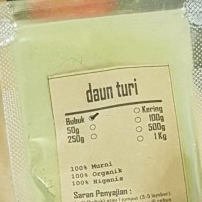 daun turi
Bubuk Kering
50g 100g
250g 500g
1 Kg
100% Murni
100% Organik
100% Higenis
Saran Penyajian :